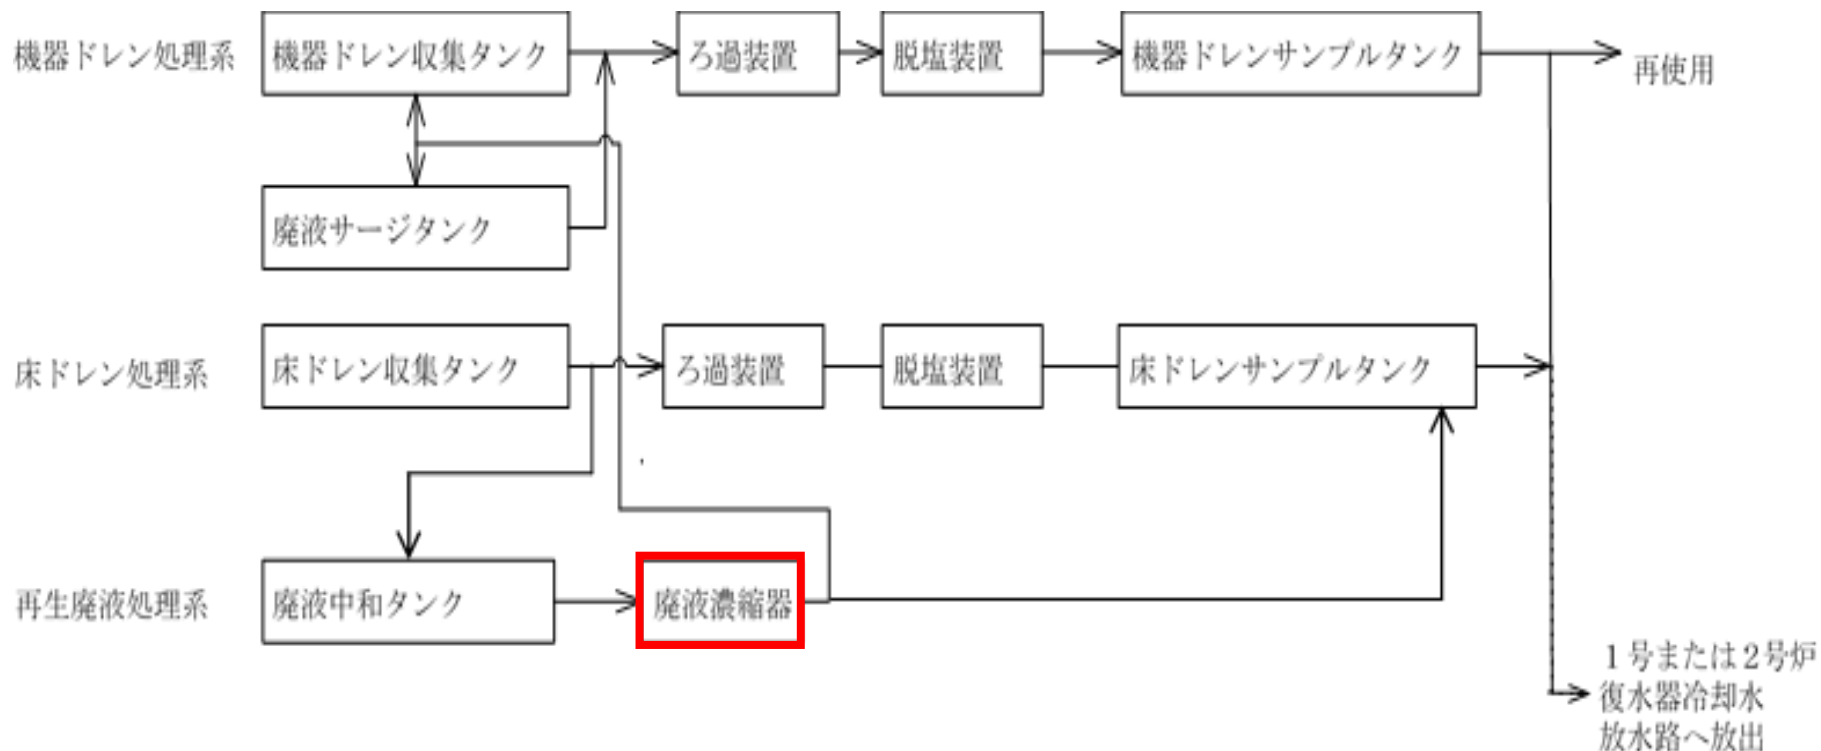 機器ドレン処理系
機器ドレン収集タンク
ろ過装置
脱塩装置
機器ドレンサンプルタンク
再使用
廃液サージタンク
床ドレン処理系
床ドレン収集タンク
ろ過装置
脱塩装置
床ドレンサンプルタンク
再生廃液処理系
廃液中和タンク
廃液濃縮器
1号または2号炉
復水器冷却水
放水路へ放出